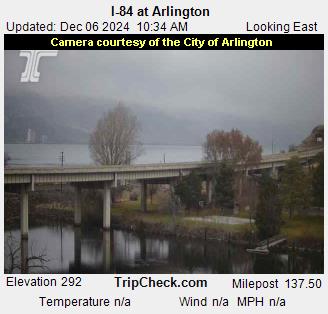 I-84 at Arlington
Updated: Dec 06 2024 10:34 AM Looking East
Camera courtesy of the City of Arlington
Elevation 292 TripCheck.com Milepost 137.50
Temperature n/a Wind n/a MPH n/a